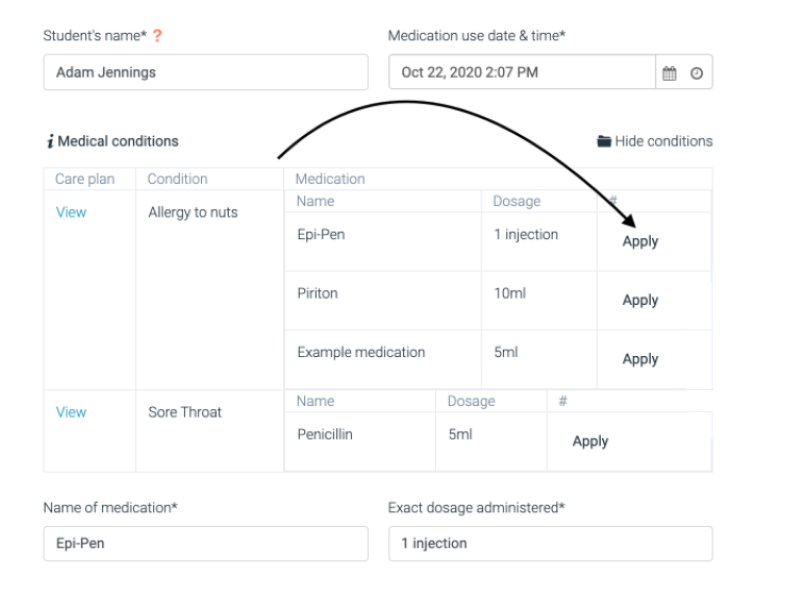 Student's name* ? Medication use date & time*
Adam Jennings Oct 22, 2020 2:07 PM
i Medical conditions Hide conditions
Care plan Condition Medication
Name Dosage #
View Allergy to nuts
Epi-Pen 1 injection Apply
Piriton 10ml Apply
Example medication 5ml Apply
Name Dosage #
View Sore Throat
Penicillin 5ml Apply
Name of medication* Exact dosage administered*
Epi-Pen 1 injection